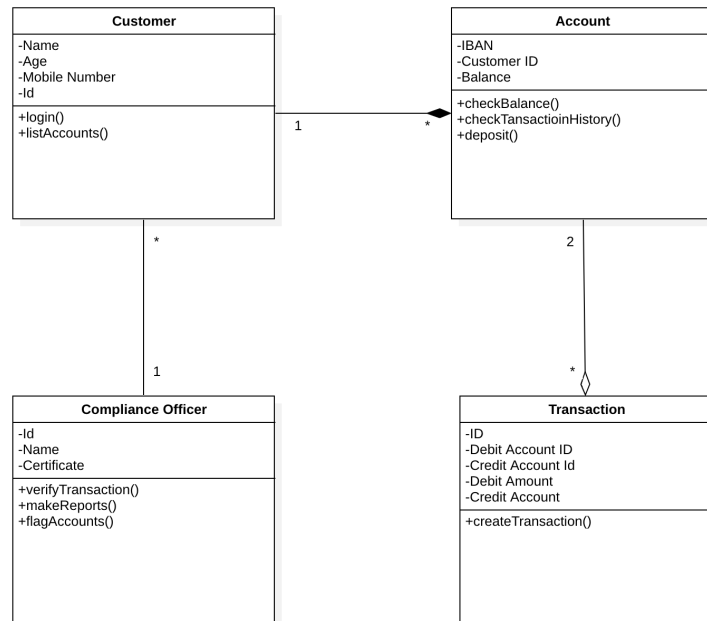 Customer
-Name
-Age
-Mobile Number
-Id
+login()
+listAccounts()
Account
-IBAN
-Customer ID
-Balance
+checkBalance()
+checkTansactioinHistory()
+deposit()
1
*
*
1
2
*
Compliance Officer
-Id
-Name
-Certificate
+verifyTransaction()
+makeReports()
+flagAccounts()
Transaction
-ID
-Debit Account ID
-Credit Account Id
-Debit Amount
-Credit Account
+createTransaction()